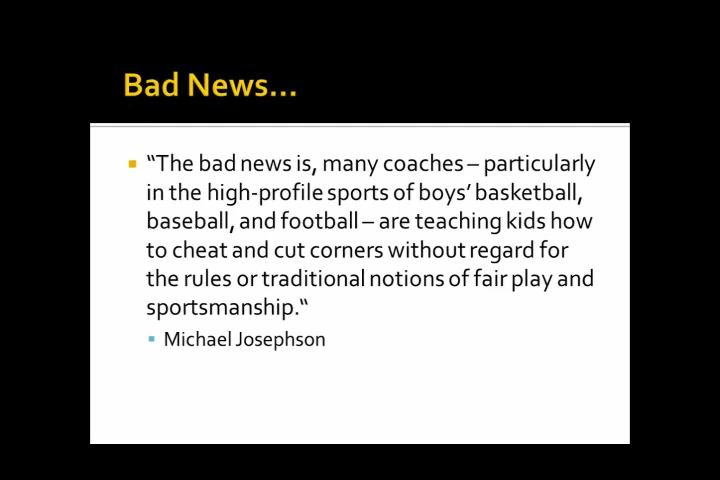 Bad News...
“The bad news is, many coaches – particularly
in the high-profile sports of boys’ basketball,
baseball, and football – are teaching kids how
to cheat and cut corners without regard for
the rules or traditional notions of fair play and
sportsmanship.“
Michael Josephson